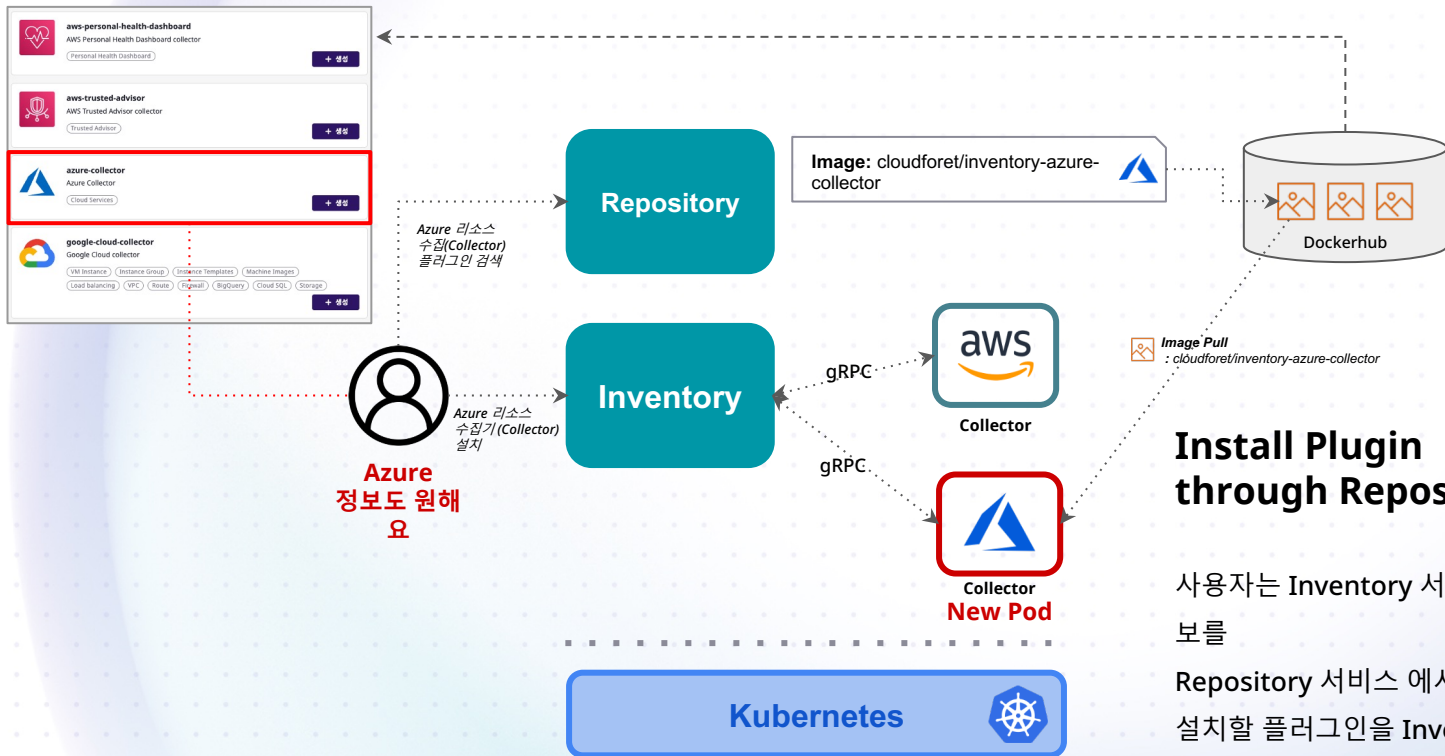 aws-personal-health-dashboard
AWS Personal Health Dashboard collector
Personal Health Dashboard
+ 생성
aws-trusted-advisor
AWS Trusted Advisor collector
Trusted Advisor
+ 생성
azure-collector
Azure Collector
Cloud Services
+ 생성
google-cloud-collector
Google Cloud collector
VM Instance Instance Group Instance Templates Machine Images
Load balancing VPC Route Firewall BigQuery Cloud SQL Storage
+ 생성
Azure 리소스
수집(Collector)
플러그인 검색
Repository
Image: cloudforet/inventory-azure-
collector
Dockerhub
Azure
정보도 원해
요
Azure 리소스
수집기 (Collector)
설치
Inventory
gRPC
gRPC
aws
Collector
Collector
New Pod
Image Pull
: cloudforet/inventory-azure-collector
Install Plugin
through Repos
사용자는 Inventory 서
보를
Repository 서비스 에서
설치할 플러그인을 Inve
Kubernetes